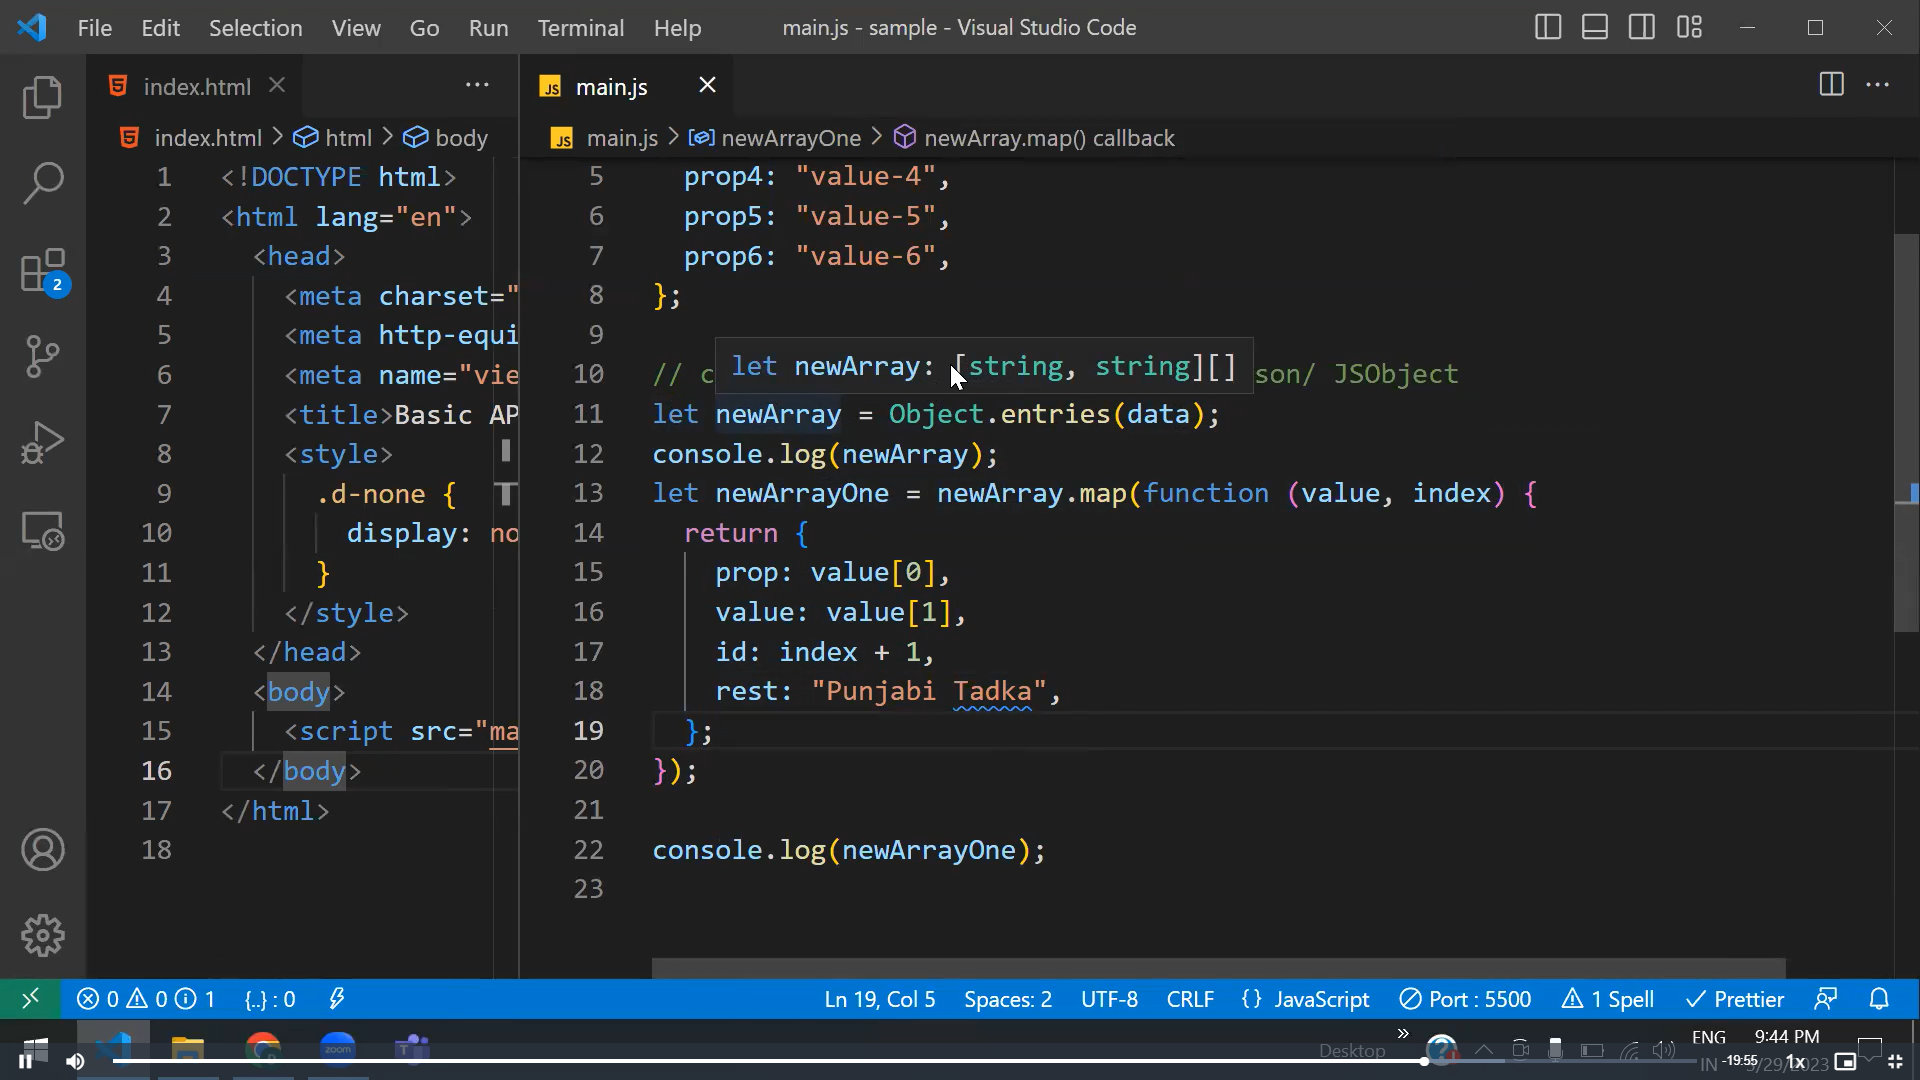 File Edit Selection View Go Run Terminal Help main.js - sample - Visual Studio Code
index.html
main.js
index.html > html > body
main.js > newArrayOne > newArray.map() callback
2
1 <!DOCTYPE html>
2 <html lang="en">
3 <head>
4 <meta charset="
5 <meta http-equi
6 <meta name="vie
7 <title>Basic AP
8 <style>
9 .d-none {
10 display: no
11 }
12 </style>
13 </head>
14 <body>
15 <script src="ma
16 </body>
17 </html>
18
5 prop4: "value-4",
6 prop5: "value-5",
7 prop6: "value-6",
8 };
9
let newArray: [string, string][]
10 // c son/ JSObject
11 let newArray = Object.entries(data);
12 console.log(newArray);
13 let newArrayOne = newArray.map(function (value, index) {
14 return {
15 prop: value[0],
16 value: value[1],
17 id: index + 1,
18 rest: "Punjabi Tadka",
19 };
20 });
21
22 console.log(newArrayOne);
23
0 0 1 {..} : 0 Ln 19, Col 5 Spaces: 2 UTF-8 CRLF {} JavaScript Port : 5500 1 Spell Prettier
zoom Desktop ENG 9:44 PM
IN -19:55 /29/2023 1x